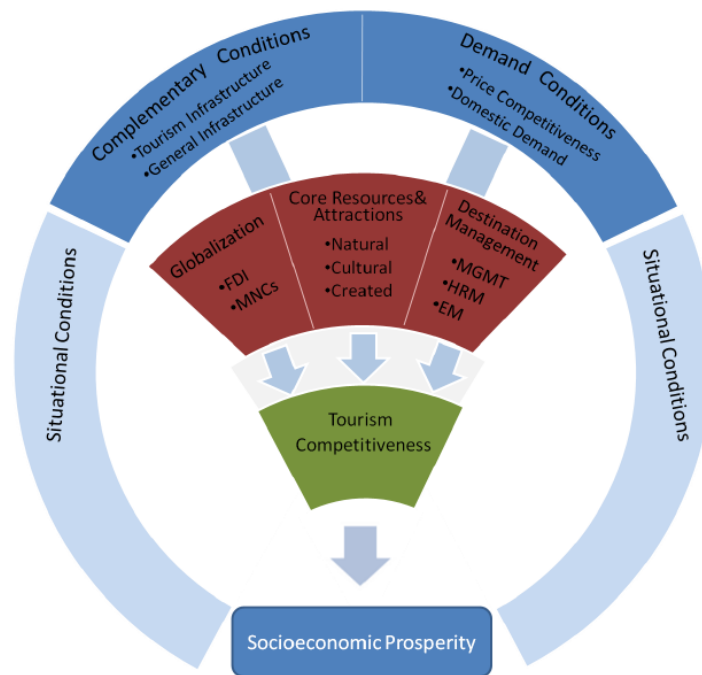 Complementary Conditions
•Tourism Infrastructure
•General Infrastructure
Demand Conditions
•Price Competitiveness
•Domestic Demand
Globalization
•FDI
•MNCs
Core Resources&
Attractions
•Natural
•Cultural
•Created
Destination
Management
•MGMT
•HRM
•EM
Situational Conditions
Situational Conditions
Tourism
Competitiveness
Socioeconomic Prosperity